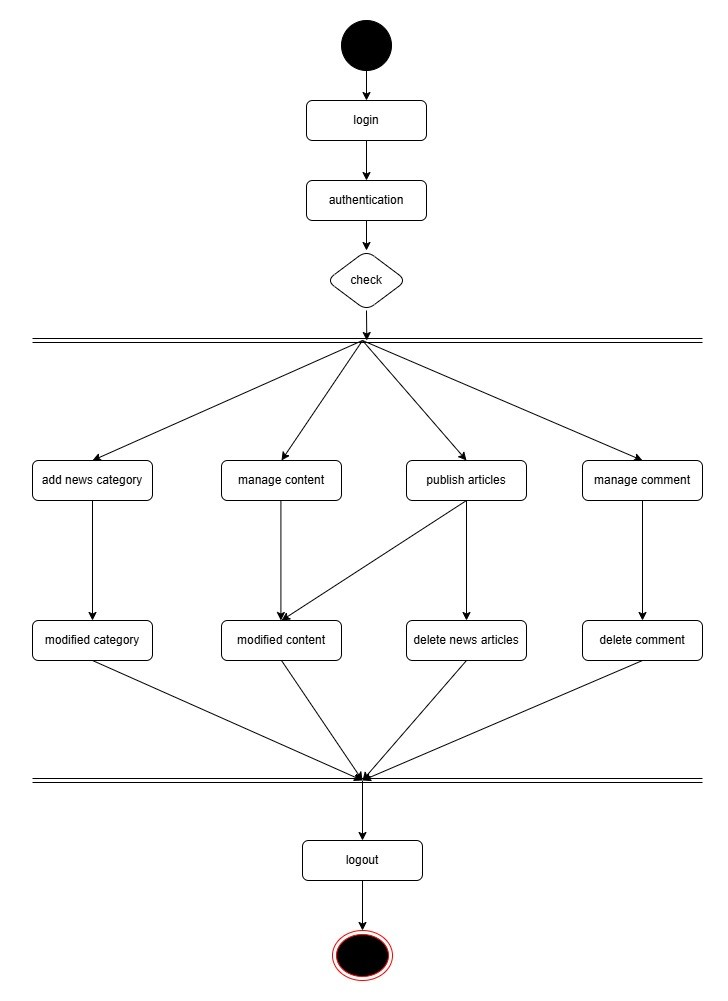 login
authentication
check
add news category
manage content
publish articles
manage comment
modified category
modified content
delete news articles
delete comment
logout